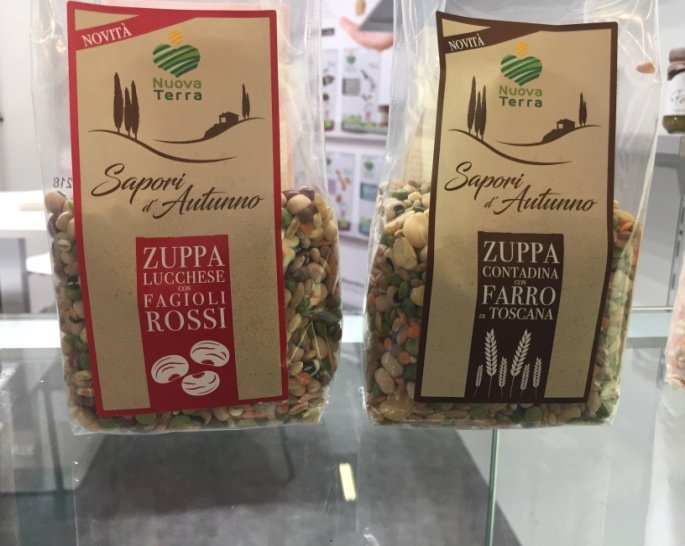 NOVITÀ
Nuova
Terra
Sapori
d'Autunno
ZUPPA
LUCCHESE
CON
FAGIOLI
ROSSI
NOVITÀ
Nuova
Terra
Sapori
d'Autunno
ZUPPA
CONTADINA
CON
FARRO
DI TOSCANA